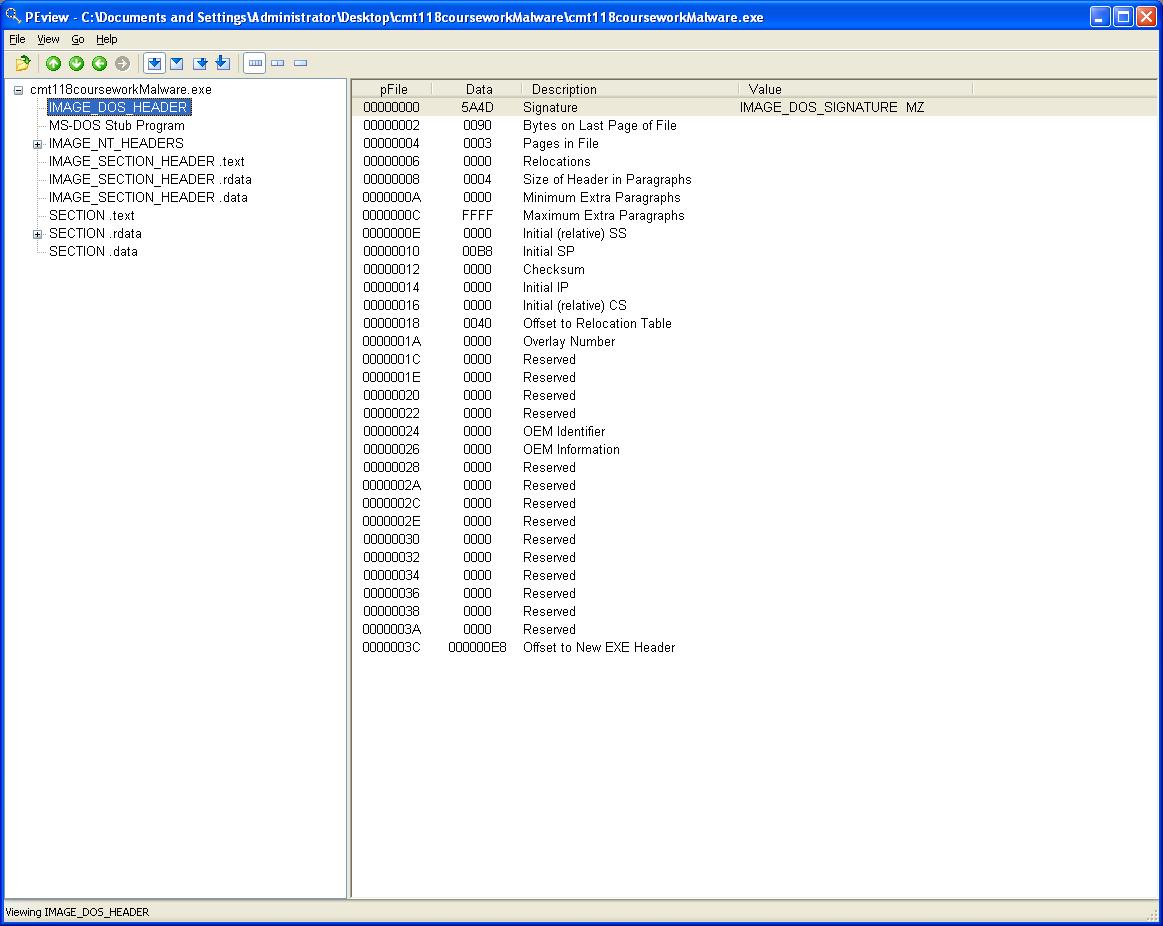 PEview - C:\Documents and Settings\Administrator\Desktop\cmt118courseworkMalware\cmt118courseworkMalware.exe
File View Go Help
cmt118courseworkMalware.exe
IMAGE_DOS_HEADER
MS-DOS Stub Program
IMAGE_NT_HEADERS
IMAGE_SECTION_HEADER .text
IMAGE_SECTION_HEADER .rdata
IMAGE_SECTION_HEADER .data
SECTION .text
SECTION .rdata
SECTION .data
pFile Data Description Value
00000000 5A4D Signature IMAGE_DOS_SIGNATURE MZ
00000002 0090 Bytes on Last Page of File
00000004 0003 Pages in File
00000006 0000 Relocations
00000008 0004 Size of Header in Paragraphs
0000000A 0000 Minimum Extra Paragraphs
0000000C FFFF Maximum Extra Paragraphs
0000000E 0000 Initial (relative) SS
00000010 00B8 Initial SP
00000012 0000 Checksum
00000014 0000 Initial IP
00000016 0000 Initial (relative) CS
00000018 0040 Offset to Relocation Table
0000001A 0000 Overlay Number
0000001C 0000 Reserved
0000001E 0000 Reserved
00000020 0000 Reserved
00000022 0000 Reserved
00000024 0000 OEM Identifier
00000026 0000 OEM Information
00000028 0000 Reserved
0000002A 0000 Reserved
0000002C 0000 Reserved
0000002E 0000 Reserved
00000030 0000 Reserved
00000032 0000 Reserved
00000034 0000 Reserved
00000036 0000 Reserved
00000038 0000 Reserved
0000003A 0000 Reserved
0000003C 000000E8 Offset to New EXE Header
Viewing IMAGE_DOS_HEADER